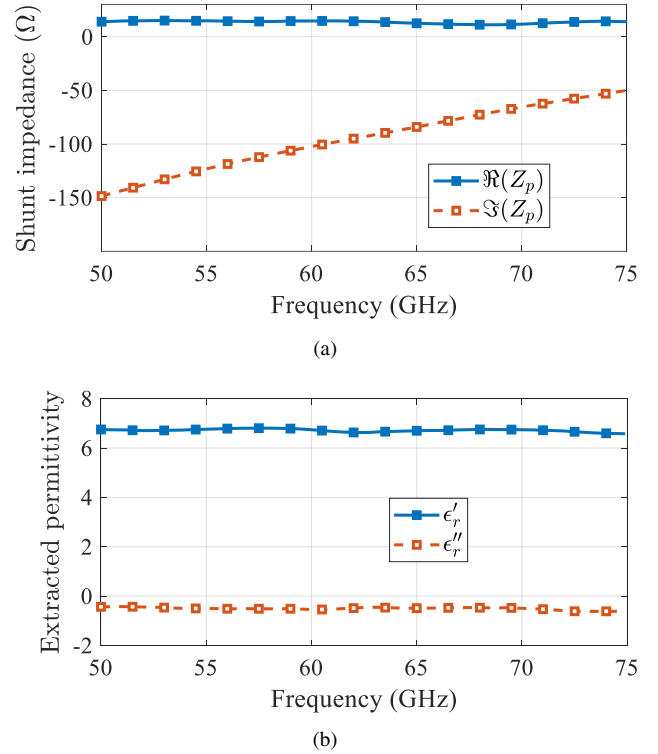 Shunt impedance (Ω)
0
-50
-100
-150
ℜ(Z_p)
ℑ(Z_p)
50 55 60 65 70 75
Frequency (GHz)
(a)
Extracted permittivity
8
6
4
2
0
-2
ϵ′_r
ϵ″_r
50 55 60 65 70 75
Frequency (GHz)
(b)